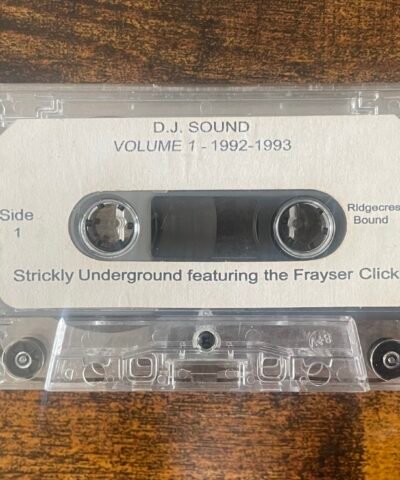 D.J. SOUND
VOLUME 1 - 1992-1993
Side
1
Ridgecres
Bound
Strickly Underground featuring the Frayser Click